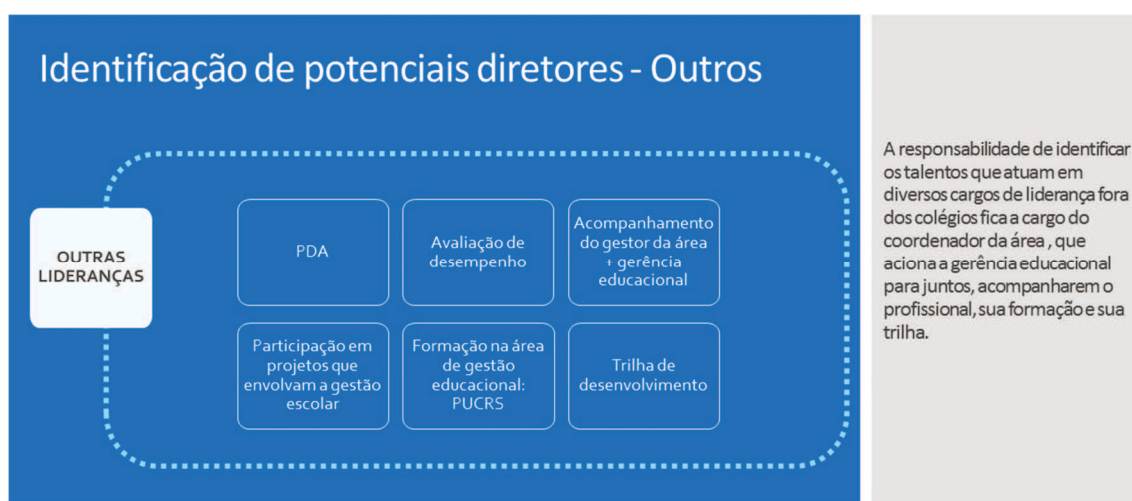 Identificação de potenciais diretores - Outros
OUTRAS
LIDERANÇAS
PDA
Avaliação de
desempenho
Acompanhamento
do gestor da área
+ gerência
educacional
Participação em
projetos que
envolvam a gestão
escolar
Formação na área
de gestão
educacional:
PUCRS
Trilha de
desenvolvimento
A responsabilidade de identificar
os talentos que atuam em
diversos cargos de liderança fora
dos colégios fica a cargo do
coordenador da área , que
aciona a gerência educacional
para juntos, acompanharem o
profissional, sua formação e sua
trilha.